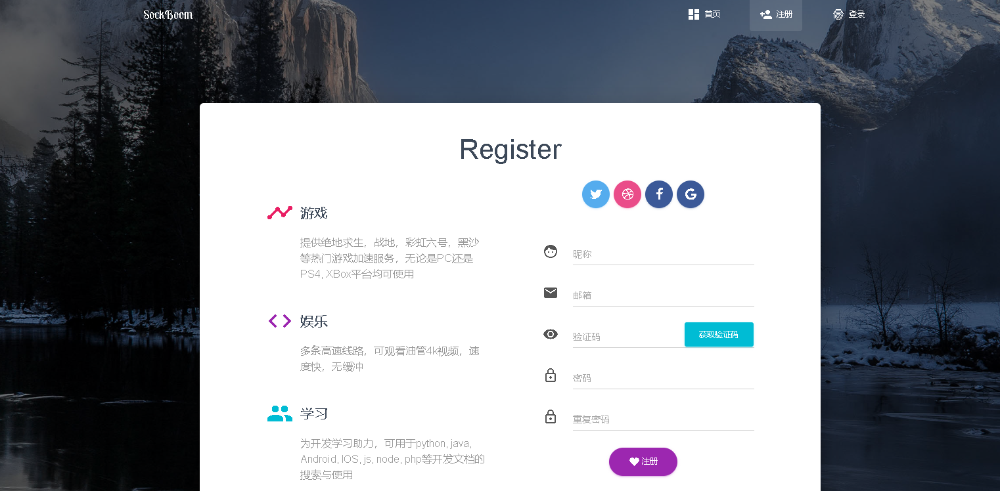 SockBoom
首页
注册
登录
Register
游戏
提供绝地求生，战地，彩虹六号，黑沙
等热门游戏加速服务，无论是PC还是
PS4, XBox平台均可使用
娱乐
多条高速线路，可观看油管4k视频，速
度快，无缓冲
学习
为开发学习助力，可用于python, java,
Android, IOS, js, node, php等开发文档的
搜索与使用
昵称
邮箱
验证码
获取验证码
密码
重复密码
注册